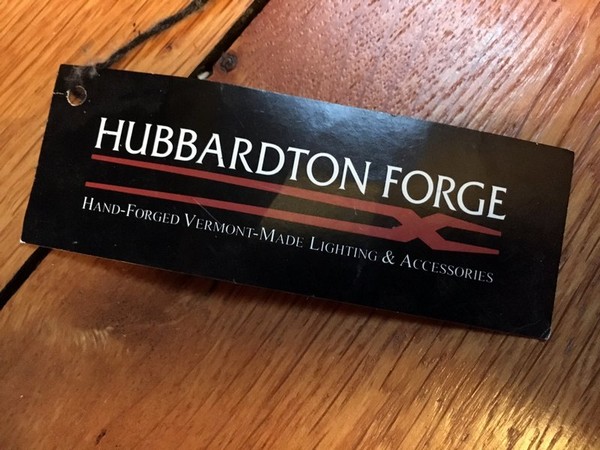 HUBBARDTON FORGE
HAND-FORGED VERMONT-MADE LIGHTING & ACCESSORIES